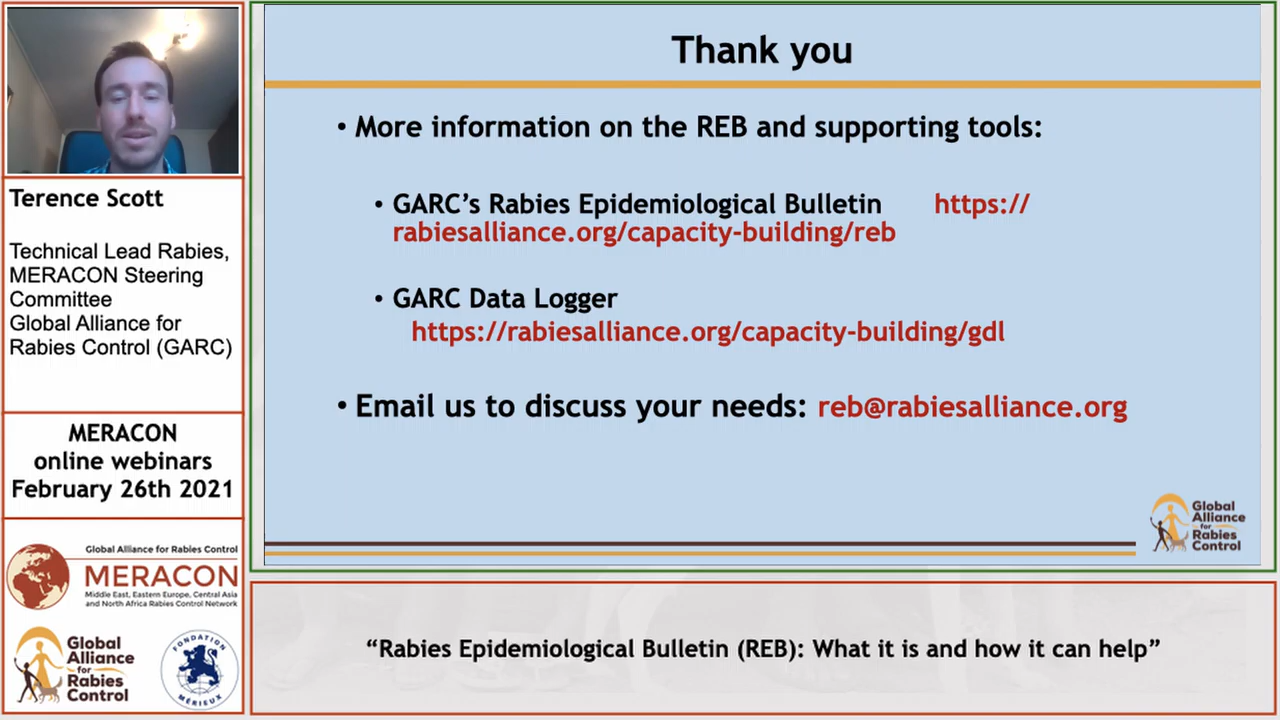 Terence Scott
Technical Lead Rabies,
MERACON Steering
Committee
Global Alliance for
Rabies Control (GARC)
MERACON
online webinars
February 26th 2021
Global Alliance for Rabies Control
MERACON
Middle East, Eastern Europe, Central Asia
and North Africa Rabies Control Network
Global
Alliance
for
Rabies
Control
FONDATION
MÉRIEUX
Thank you
• More information on the REB and supporting tools:
• GARC’s Rabies Epidemiological Bulletin https://
rabiesalliance.org/capacity-building/reb
• GARC Data Logger
https://rabiesalliance.org/capacity-building/gdl
• Email us to discuss your needs: reb@rabiesalliance.org
Global
Alliance
for
Rabies
Control
“Rabies Epidemiological Bulletin (REB): What it is and how it can help”